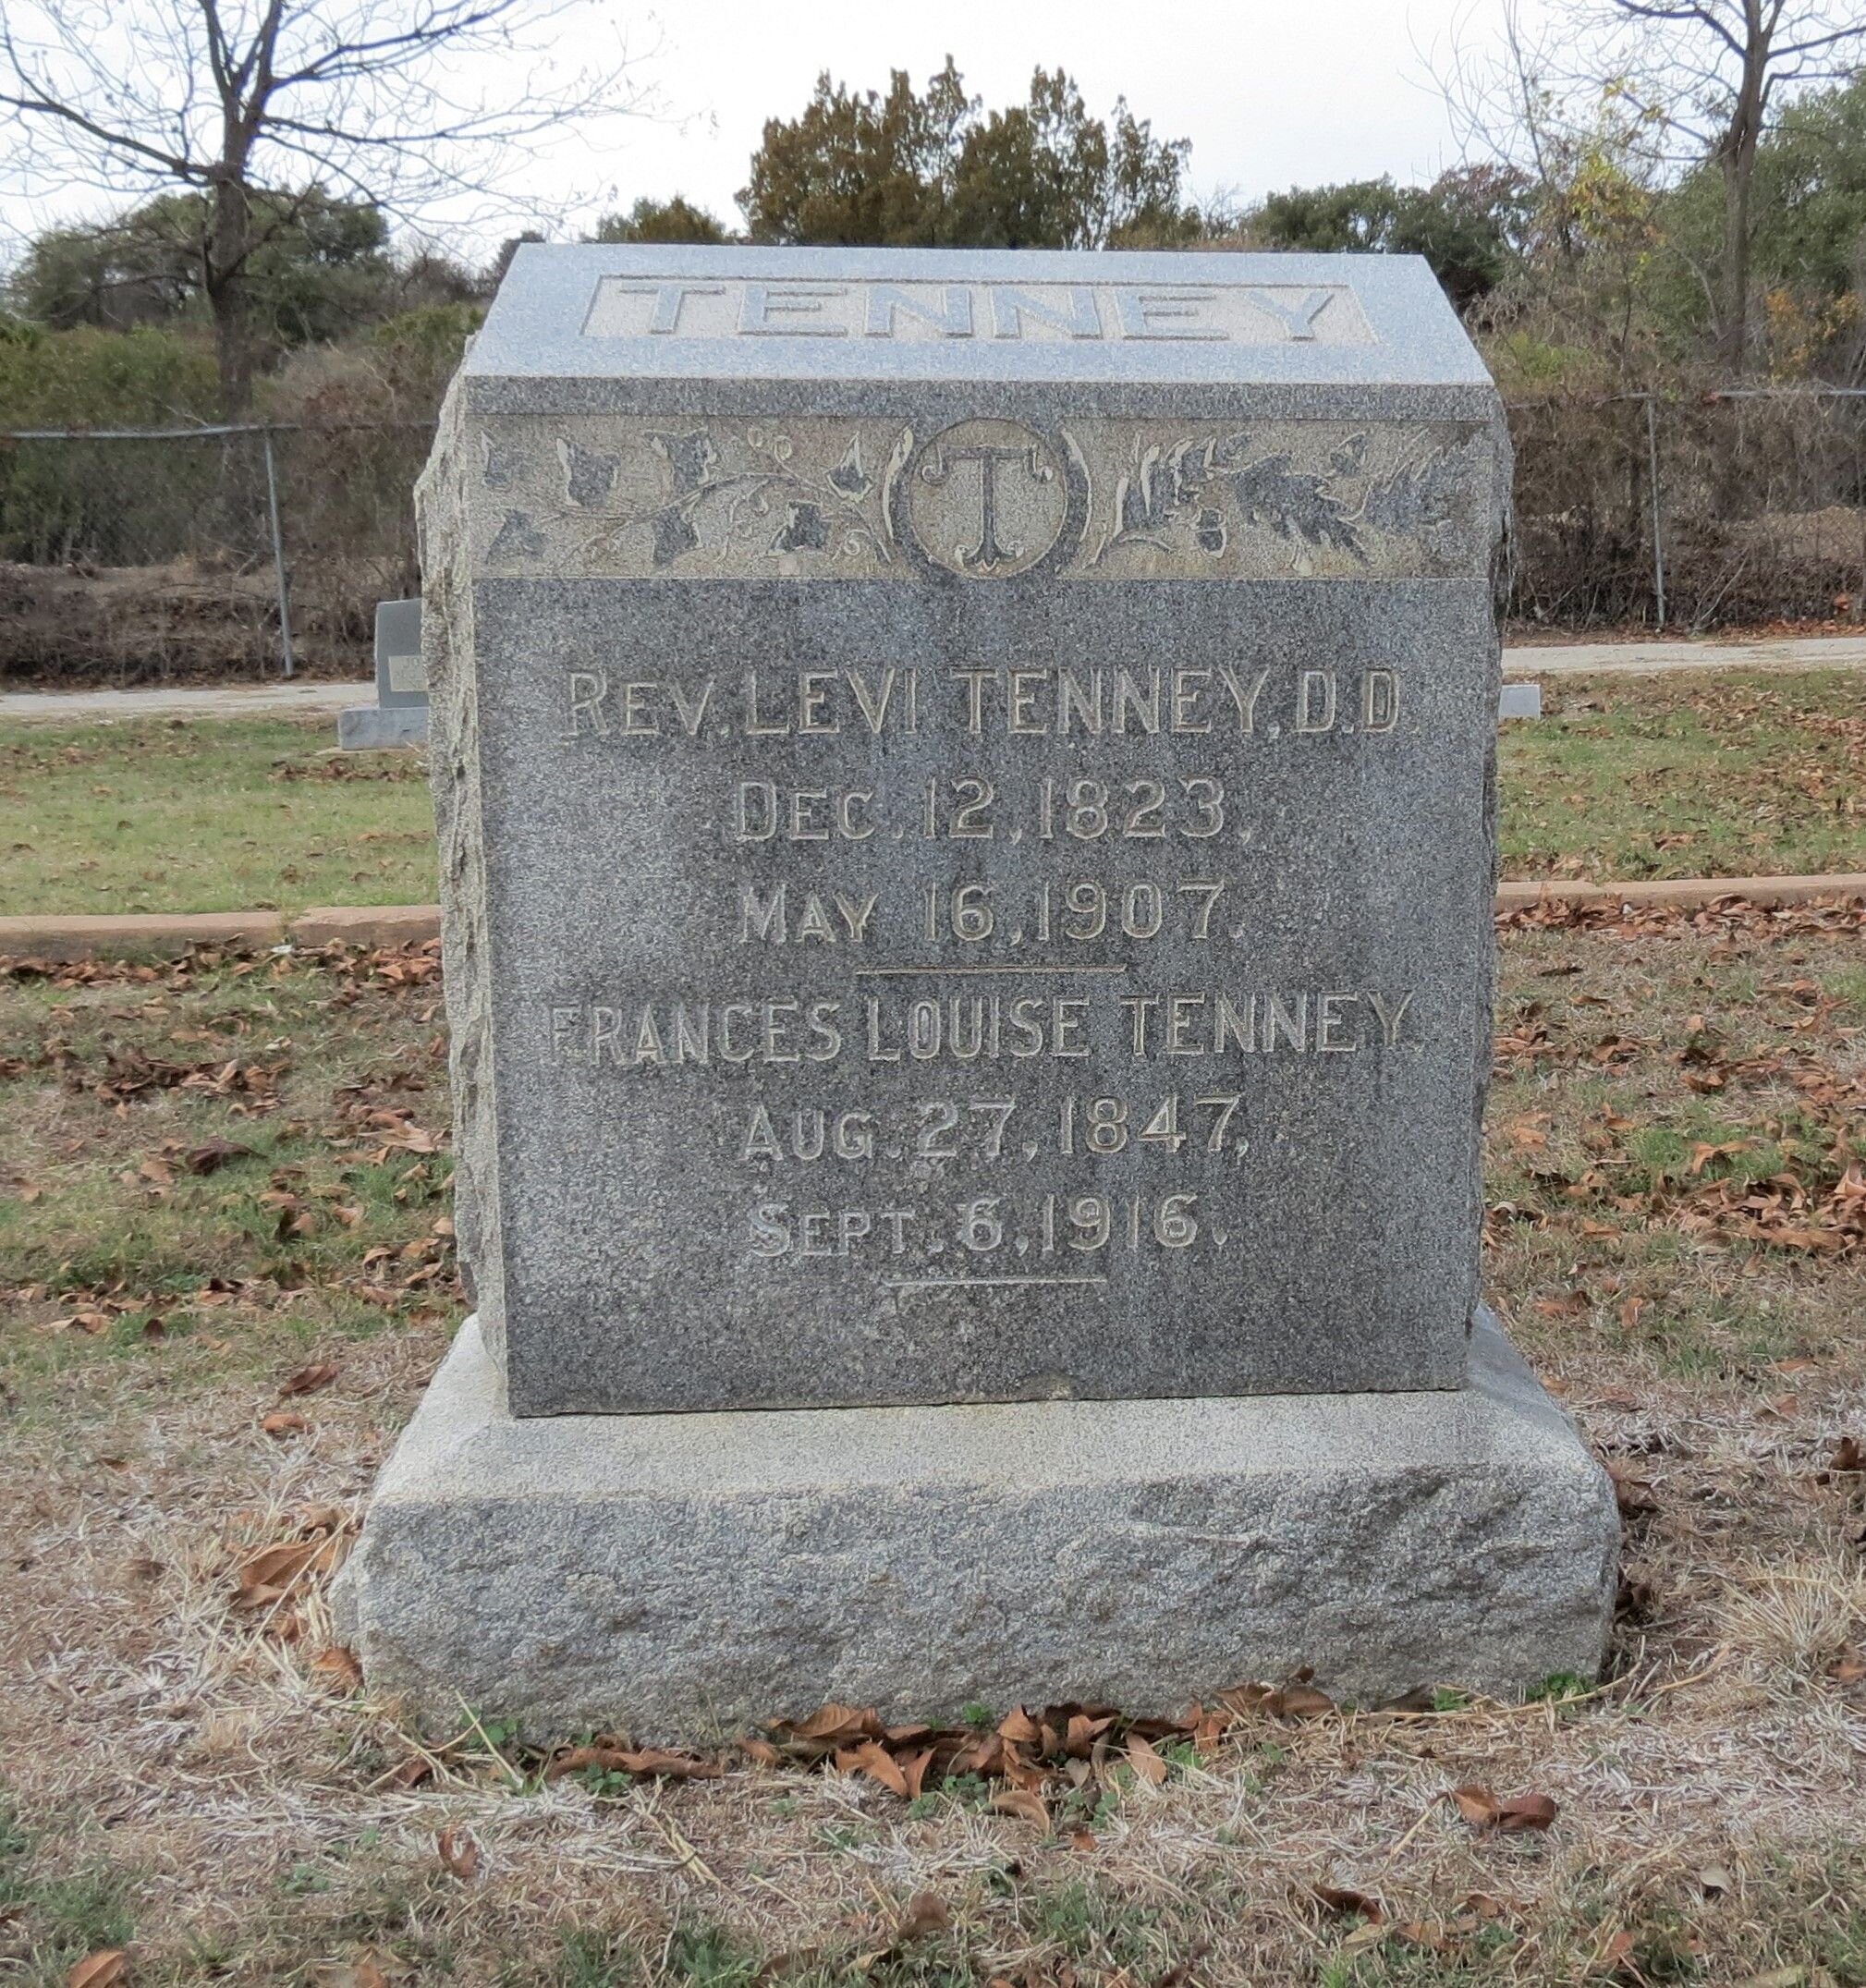 TENNEY
T
REV. LEVI TENNEY, D.D.
DEC. 12, 1823,
MAY 16, 1907.
FRANCES LOUISE TENNEY.
AUG. 27, 1847,
SEPT. 6, 1916.